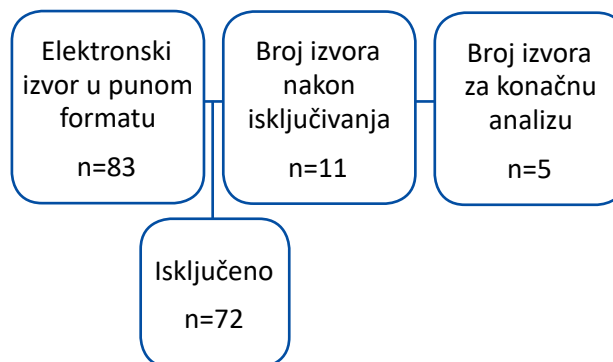 Elektronski
izvor u punom
formatu
n=83
Broj izvora
nakon
isključivanja
n=11
Broj izvora
za konačnu
analizu
n=5
Isključeno
n=72